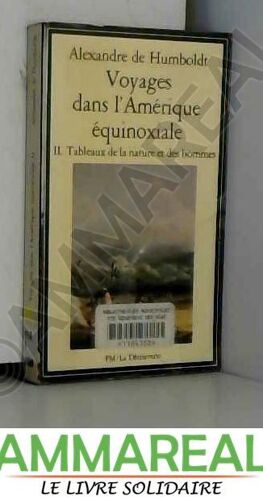 Alexandre de Humboldt
Voyages
dans l'Amérique
équinoxiale
II. Tableaux de la nature et des hommes
FM/La Découverte
AMMAREAL
LE LIVRE SOLIDAIRE